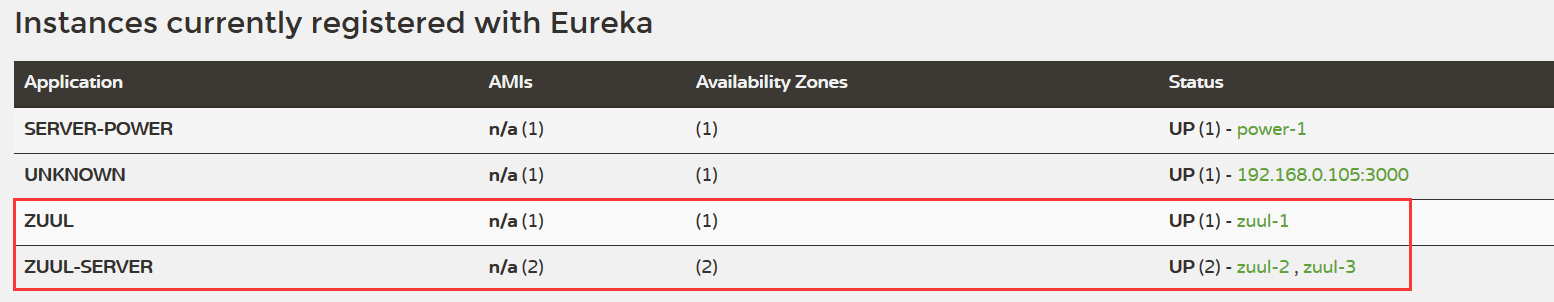 Instances currently registered with Eureka
Application AMIs Availability Zones Status
SERVER-POWER n/a (1) (1) UP (1) - power-1
UNKNOWN n/a (1) (1) UP (1) - 192.168.0.105:3000
ZUUL n/a (1) (1) UP (1) - zuul-1
ZUUL-SERVER n/a (2) (2) UP (2) - zuul-2 , zuul-3